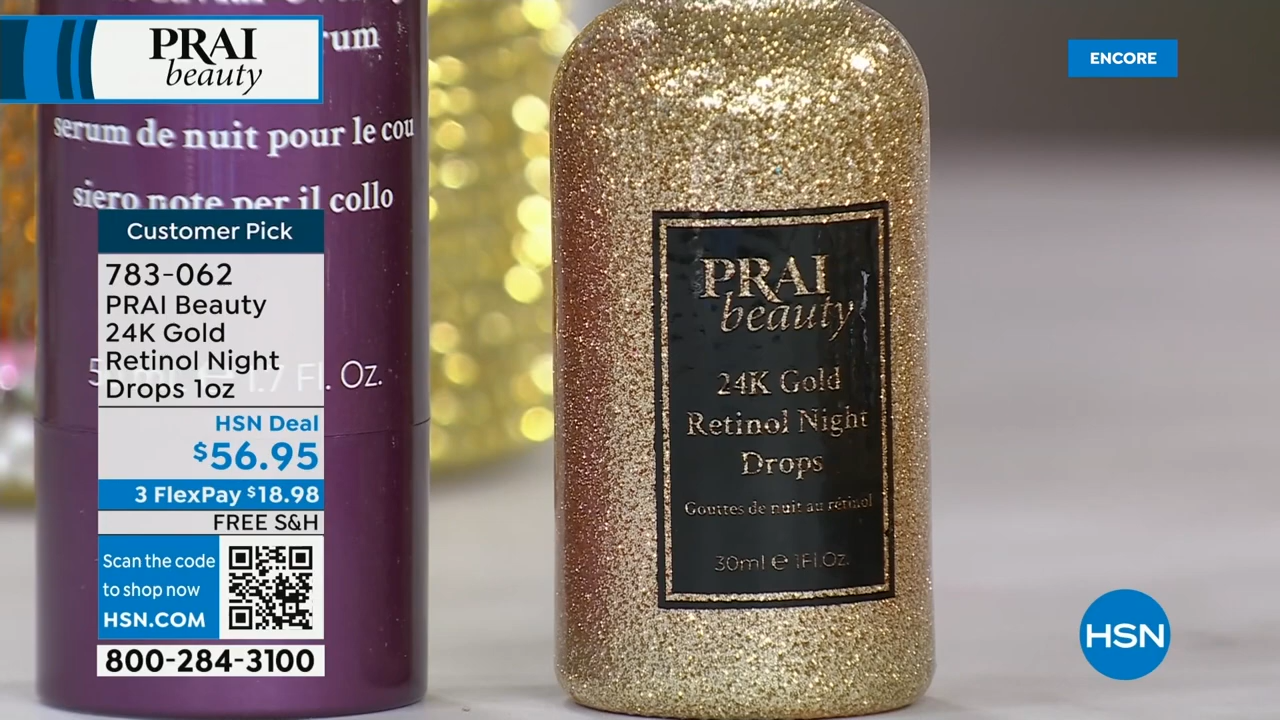 PRAI
beauty
ENCORE
rum
serum de nuit pour le cou
siero notte per il collo
Fl. Oz.
Customer Pick
783-062
PRAI Beauty
24K Gold
Retinol Night
Drops 1oz
HSN Deal
$56.95
3 FlexPay $18.98
FREE S&H
Scan the code
to shop now
HSN.COM
800-284-3100
PRAI
beauty
24K Gold
Retinol Night
Drops
Gouttes de nuit au rétinol
30ml e 1Fl.Oz.
HSN